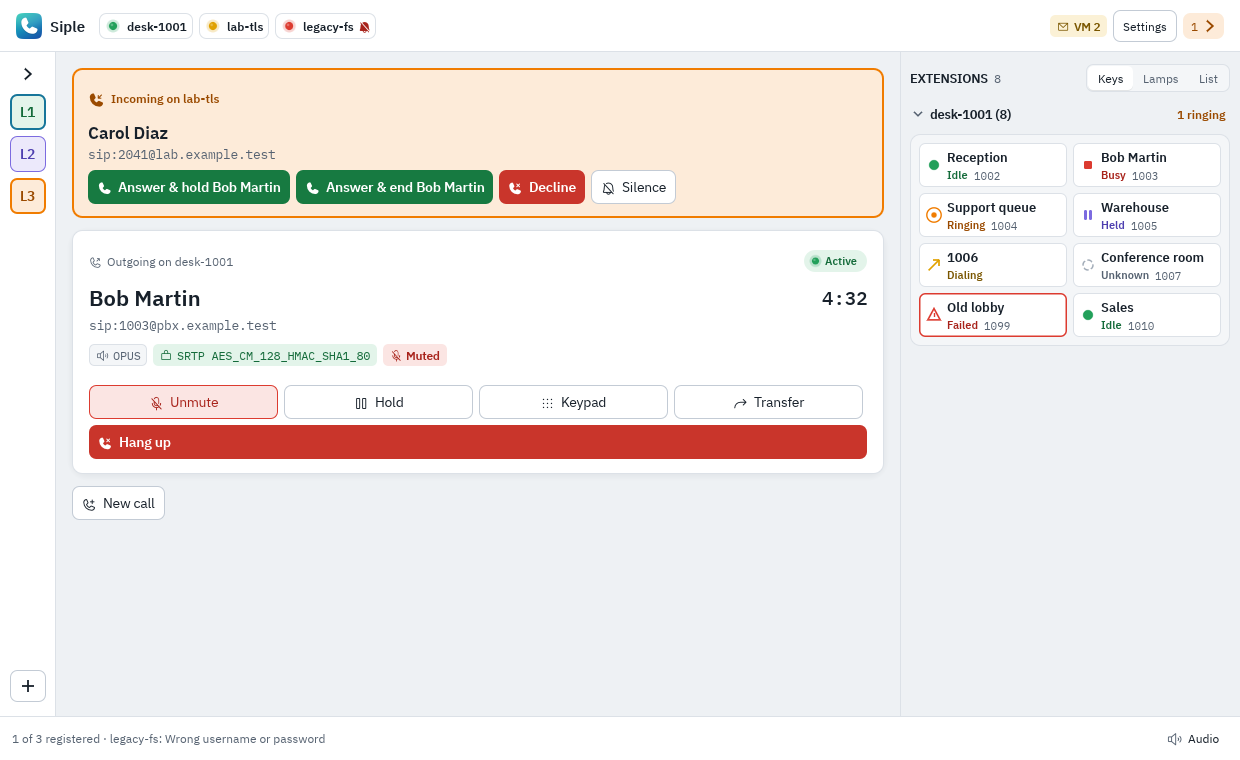 Siple
desk-1001
lab-tls
legacy-fs
VM 2
Settings
1
L1
L2
L3
Incoming on lab-tls
Carol Diaz
sip:2041@lab.example.test
Answer & hold Bob Martin
Answer & end Bob Martin
Decline
Silence
Outgoing on desk-1001
Active
Bob Martin
4:32
sip:1003@pbx.example.test
OPUS
SRTP AES_CM_128_HMAC_SHA1_80
Muted
Unmute
Hold
Keypad
Transfer
Hang up
New call
EXTENSIONS 8
Keys
Lamps
List
desk-1001 (8)
1 ringing
Reception
Idle 1002
Bob Martin
Busy 1003
Support queue
Ringing 1004
Warehouse
Held 1005
1006
Dialing
Conference room
Unknown 1007
Old lobby
Failed 1099
Sales
Idle 1010
1 of 3 registered · legacy-fs: Wrong username or password
Audio